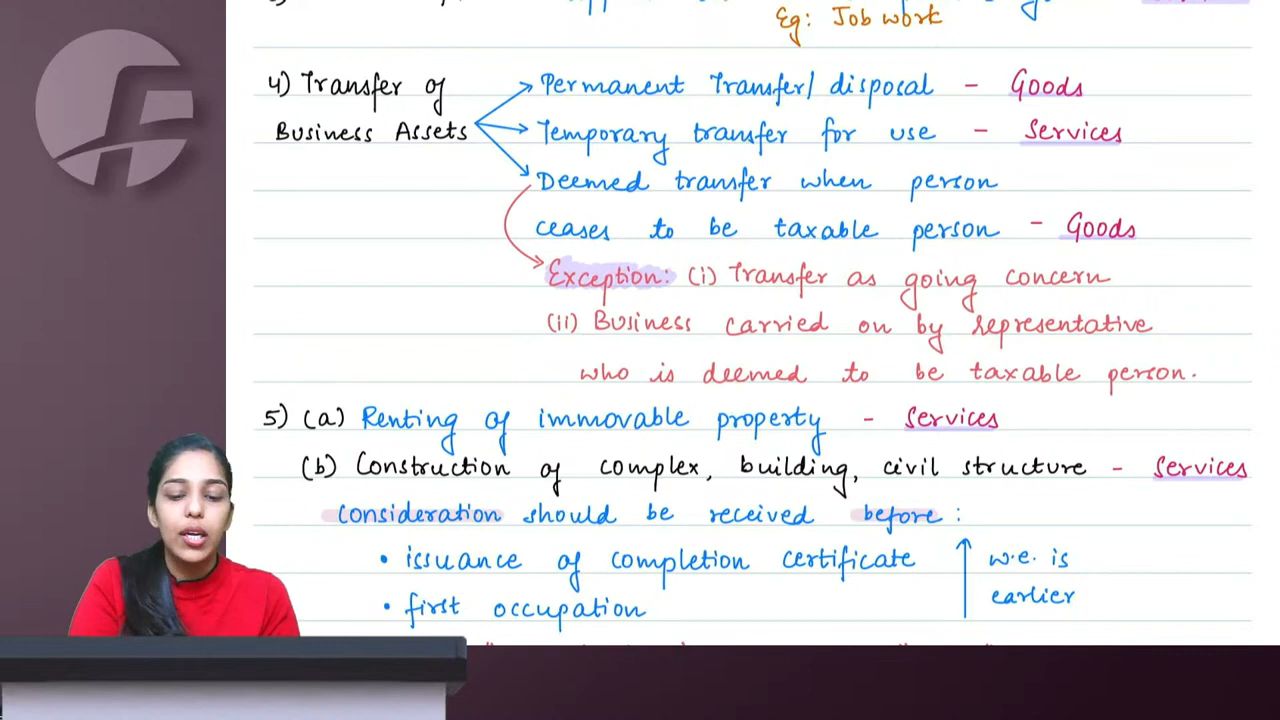 Eg: Job work
4) Transfer of Business Assets
Permanent Transfer/disposal - Goods
Temporary transfer for use - Services
Deemed transfer when person
ceases to be taxable person - Goods
Exception: (i) Transfer as going concern
(ii) Business carried on by representative
who is deemed to be taxable person.
5) (a) Renting of immovable property - Services
(b) Construction of complex, building, civil structure - Services
consideration should be received before:
• issuance of completion certificate
• first occupation
w.e. is
earlier